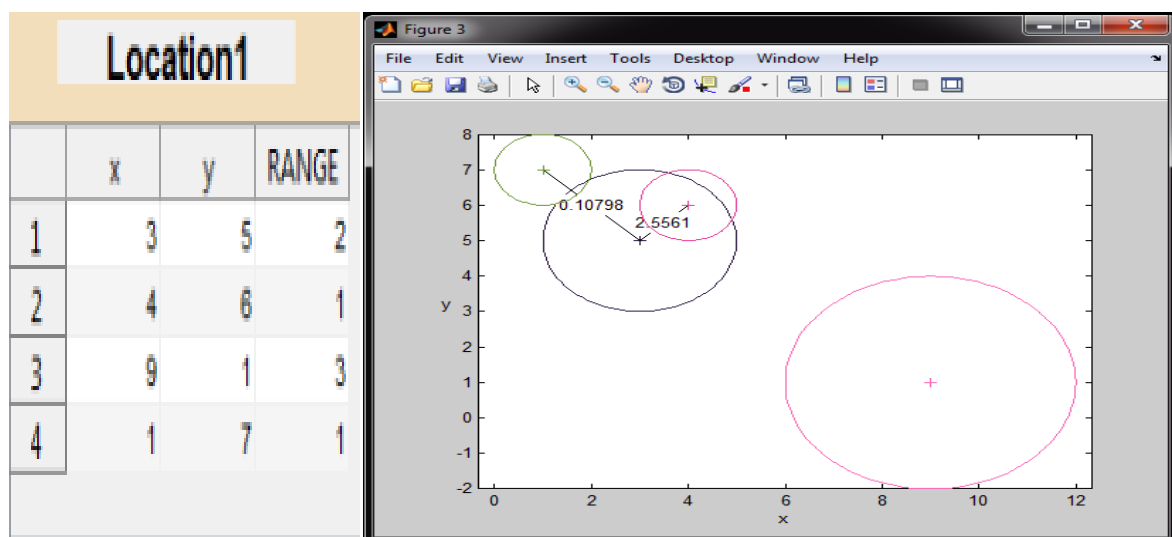 Location1
x y RANGE
1 3 5 2
2 4 6 1
3 9 1 3
4 1 7 1
Figure 3
File Edit View Insert Tools Desktop Window Help
8
7
6
5
4
3
2
1
0
-1
-2
y
0.10798
2.5561
0 2 4 6 8 10 12
x